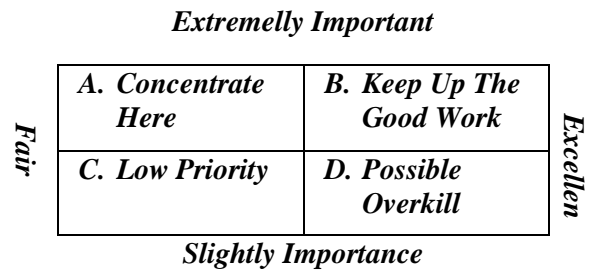 Extremelly Important
A. Concentrate
Here
B. Keep Up The
Good Work
Fair
Excellen
C. Low Priority
D. Possible
Overkill
Slightly Importance